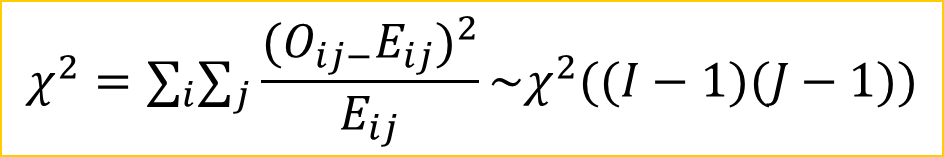 χ² = ∑ᵢ∑ⱼ (Oᵢⱼ₋Eᵢⱼ)² / Eᵢⱼ ~χ²((I − 1)(J − 1))